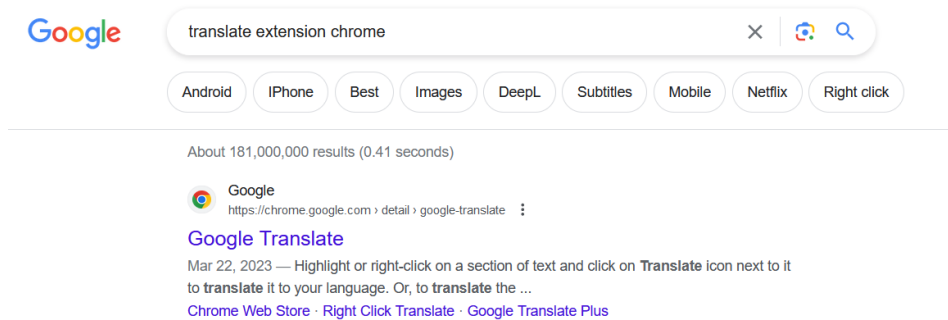 Google
translate extension chrome
Android IPhone Best Images DeepL Subtitles Mobile Netflix Right click
About 181,000,000 results (0.41 seconds)
Google
https://chrome.google.com › detail › google-translate
Google Translate
Mar 22, 2023 — Highlight or right-click on a section of text and click on Translate icon next to it
to translate it to your language. Or, to translate the ...
Chrome Web Store · Right Click Translate · Google Translate Plus